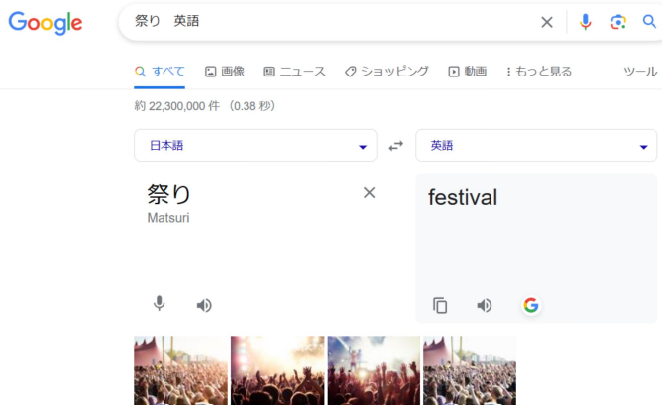 Google
祭り　英語
すべて 画像 ニュース ショッピング 動画 もっと見る ツール
約 22,300,000 件 （0.38 秒）
日本語 英語
祭り festival
Matsuri
G